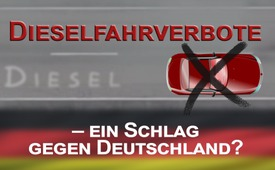 DIESELFAHRVERBOTE
DIESEL
– EIN SCHLAG
GEGEN DEUTSCHLAND?